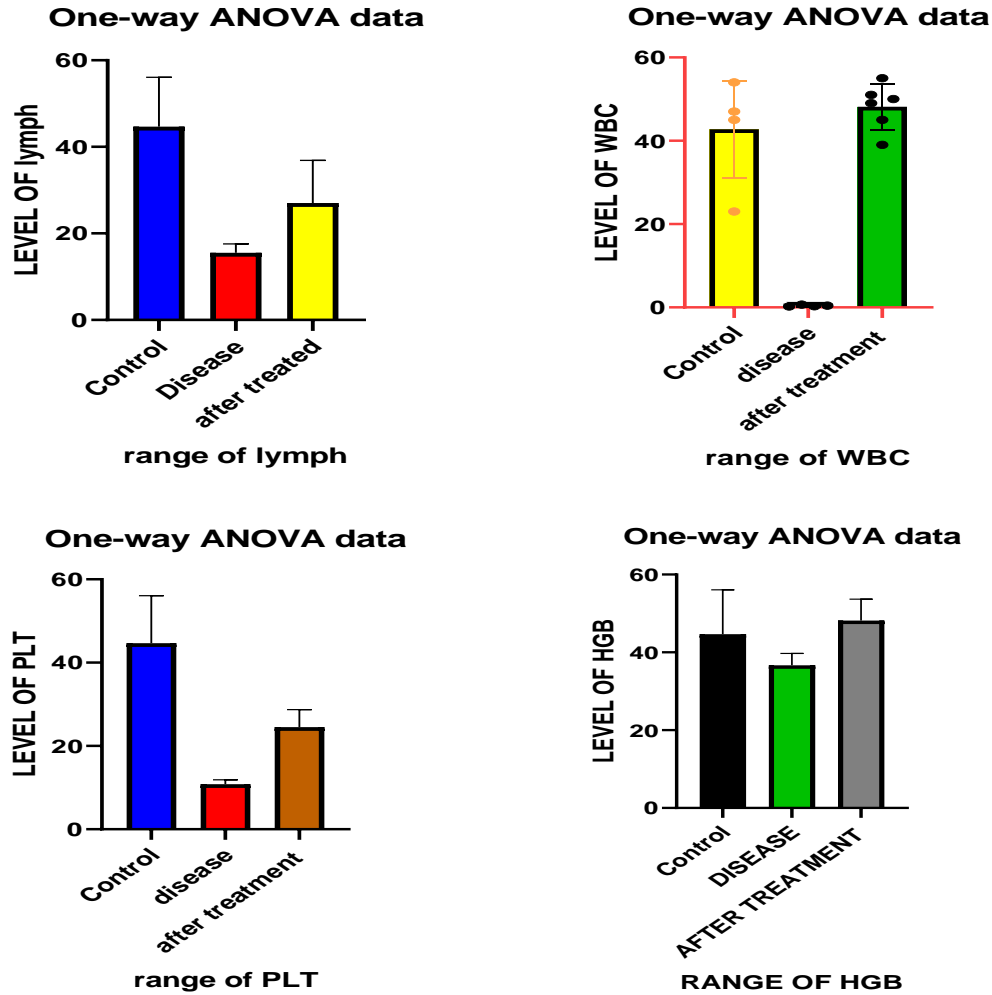 One-way ANOVA data
LEVEL OF lymph
60
40
20
0
Control
Disease
after treated
range of lymph
One-way ANOVA data
LEVEL OF WBC
60
40
20
0
Control
disease
after treatment
range of WBC
One-way ANOVA data
LEVEL OF PLT
60
40
20
0
Control
disease
after treatment
range of PLT
One-way ANOVA data
LEVEL OF HGB
60
40
20
0
Control
DISEASE
AFTER TREATMENT
RANGE OF HGB